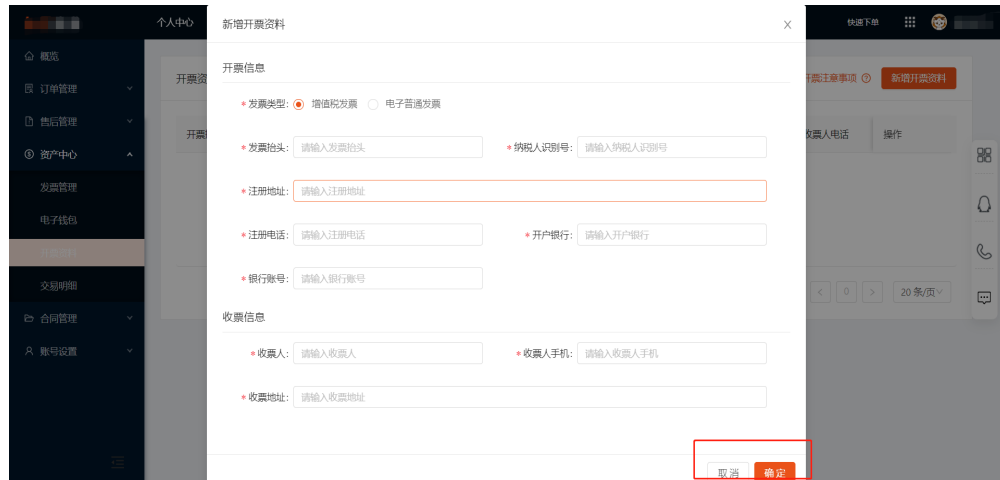 个人中心
新增开票资料
X
快速下单
概览
订单管理
售后管理
资产中心
发票管理
电子钱包
开票资料
交易明细
合同管理
账号设置
开票资
开票注意事项
新增开票资料
开票
收票人电话
操作
开票信息
* 发票类型: 增值税发票 电子普通发票
* 发票抬头: 请输入发票抬头
* 纳税人识别号: 请输入纳税人识别号
* 注册地址: 请输入注册地址
* 注册电话: 请输入注册电话
* 开户银行: 请输入开户银行
* 银行账号: 请输入银行账号
收票信息
* 收票人: 请输入收票人
* 收票人手机: 请输入收票人手机
* 收票地址: 请输入收票地址
< 0 > 20 条/页
取消 确定